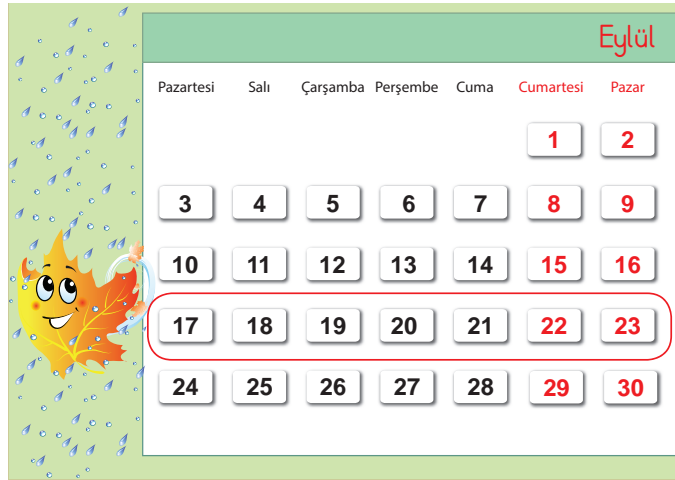 Eylül
Pazartesi Salı Çarşamba Perşembe Cuma Cumartesi Pazar
1 2
3 4 5 6 7 8 9
10 11 12 13 14 15 16
17 18 19 20 21 22 23
24 25 26 27 28 29 30